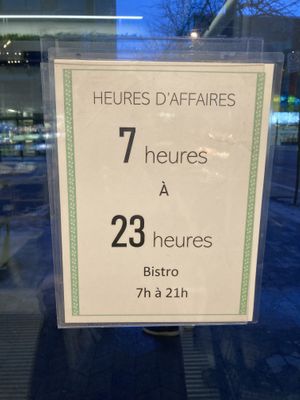 HEURES D'AFFAIRES
7 heures
À
23 heures
Bistro
7h à 21h